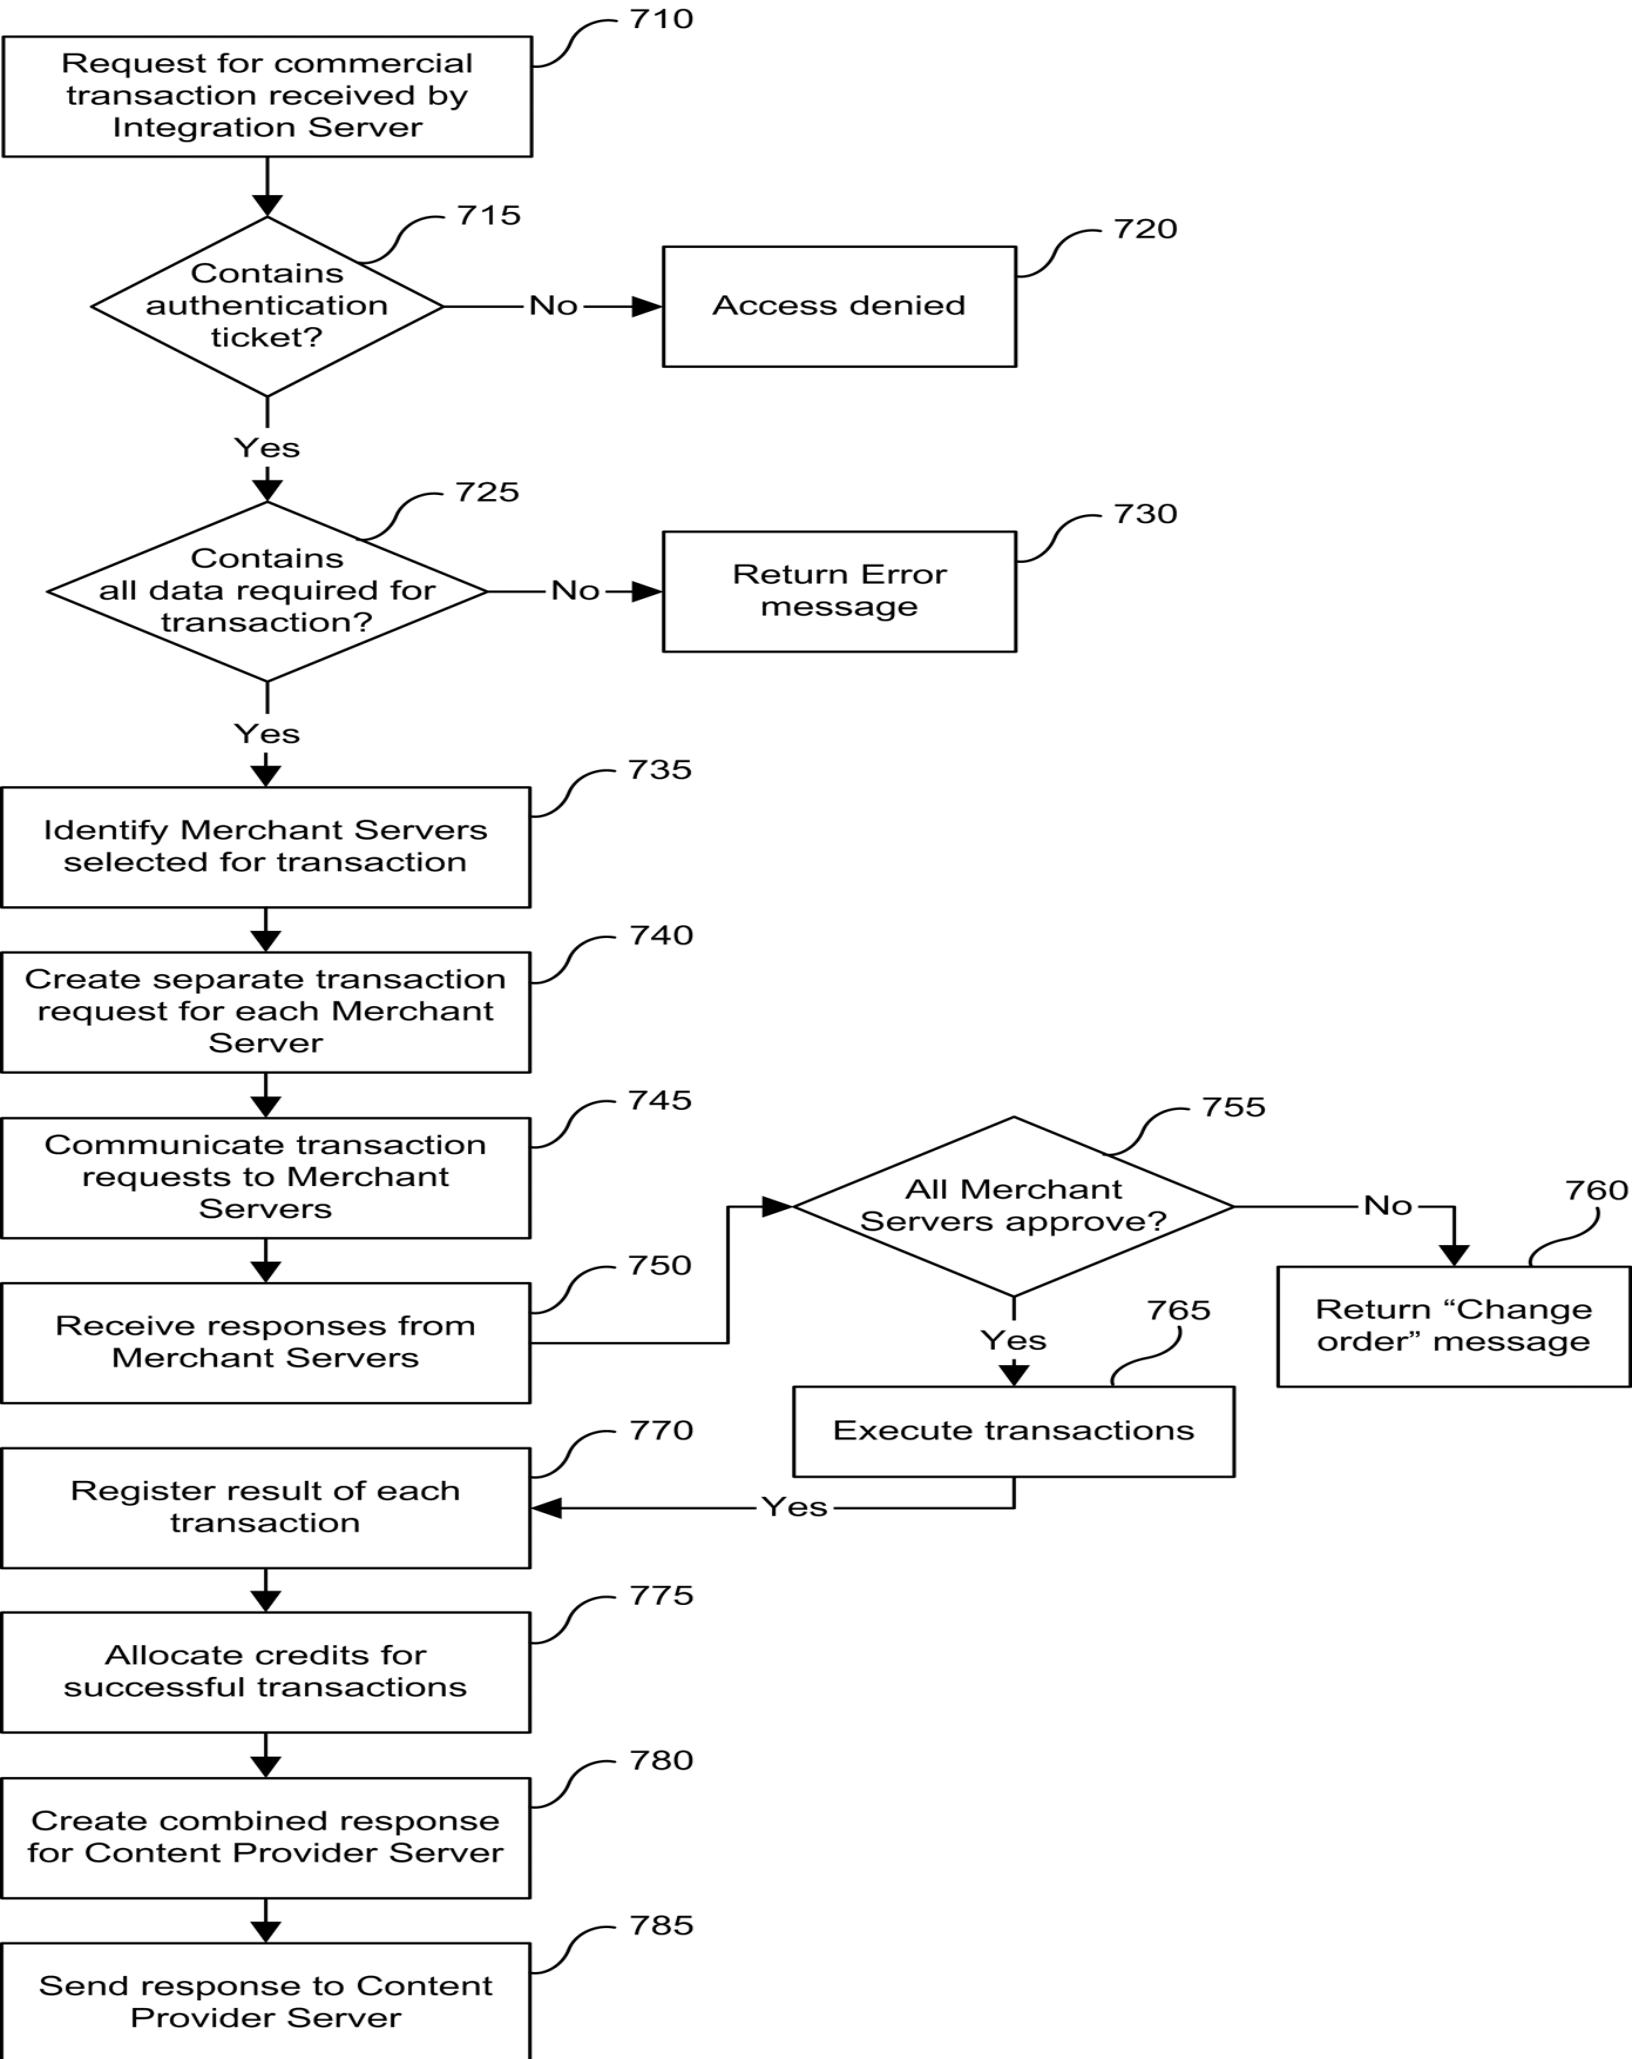 710
Request for commercial
transaction received by
Integration Server
715
Contains
authentication
ticket?
No
720
Access denied
Yes
725
Contains
all data required for
transaction?
No
730
Return Error
message
Yes
735
Identify Merchant Servers
selected for transaction
740
Create separate transaction
request for each Merchant
Server
745
Communicate transaction
requests to Merchant
Servers
750
Receive responses from
Merchant Servers
755
All Merchant
Servers approve?
No
760
Return “Change
order” message
Yes
765
Execute transactions
Yes
770
Register result of each
transaction
775
Allocate credits for
successful transactions
780
Create combined response
for Content Provider Server
785
Send response to Content
Provider Server